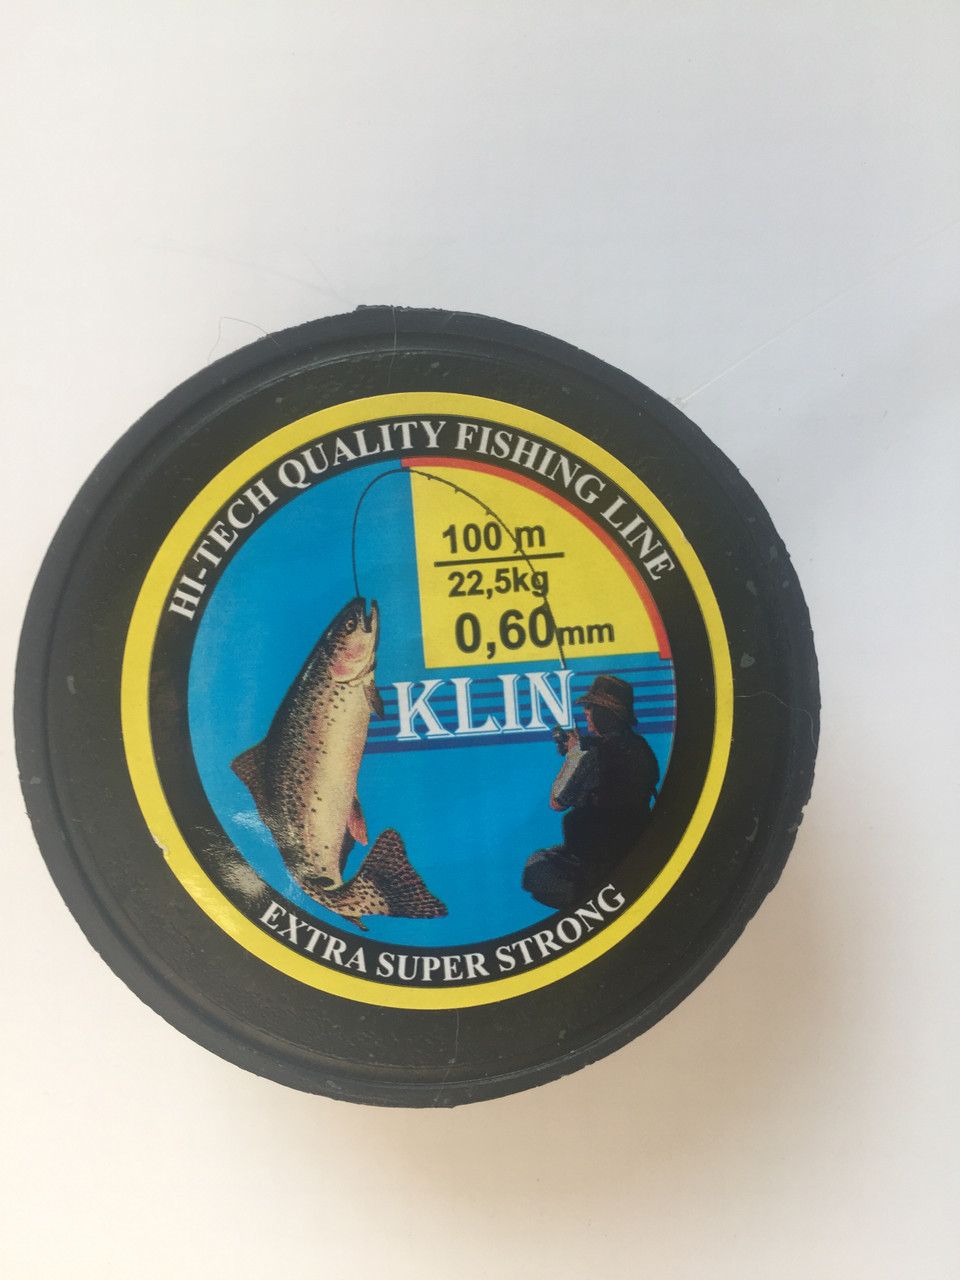 HI-TECH QUALITY FISHING LINE
100 m
22,5kg
0,60mm
KLIN
EXTRA SUPER STRONG